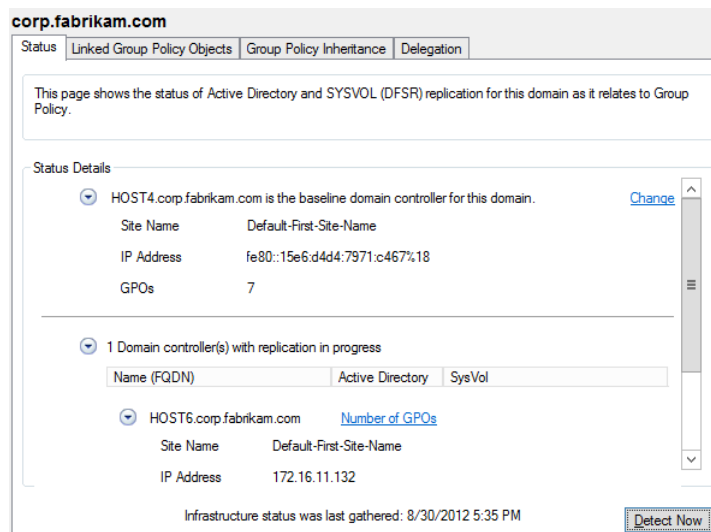 corp.fabrikam.com
Status Linked Group Policy Objects Group Policy Inheritance Delegation
This page shows the status of Active Directory and SYSVOL (DFSR) replication for this domain as it relates to Group
Policy.
Status Details
HOST4.corp.fabrikam.com is the baseline domain controller for this domain. Change
Site Name Default-First-Site-Name
IP Address fe80::15e6:d4d4:7971:c467%18
GPOs 7
1 Domain controller(s) with replication in progress
Name (FQDN) Active Directory SysVol
HOST6.corp.fabrikam.com Number of GPOs
Site Name Default-First-Site-Name
IP Address 172.16.11.132
Infrastructure status was last gathered: 8/30/2012 5:35 PM Detect Now